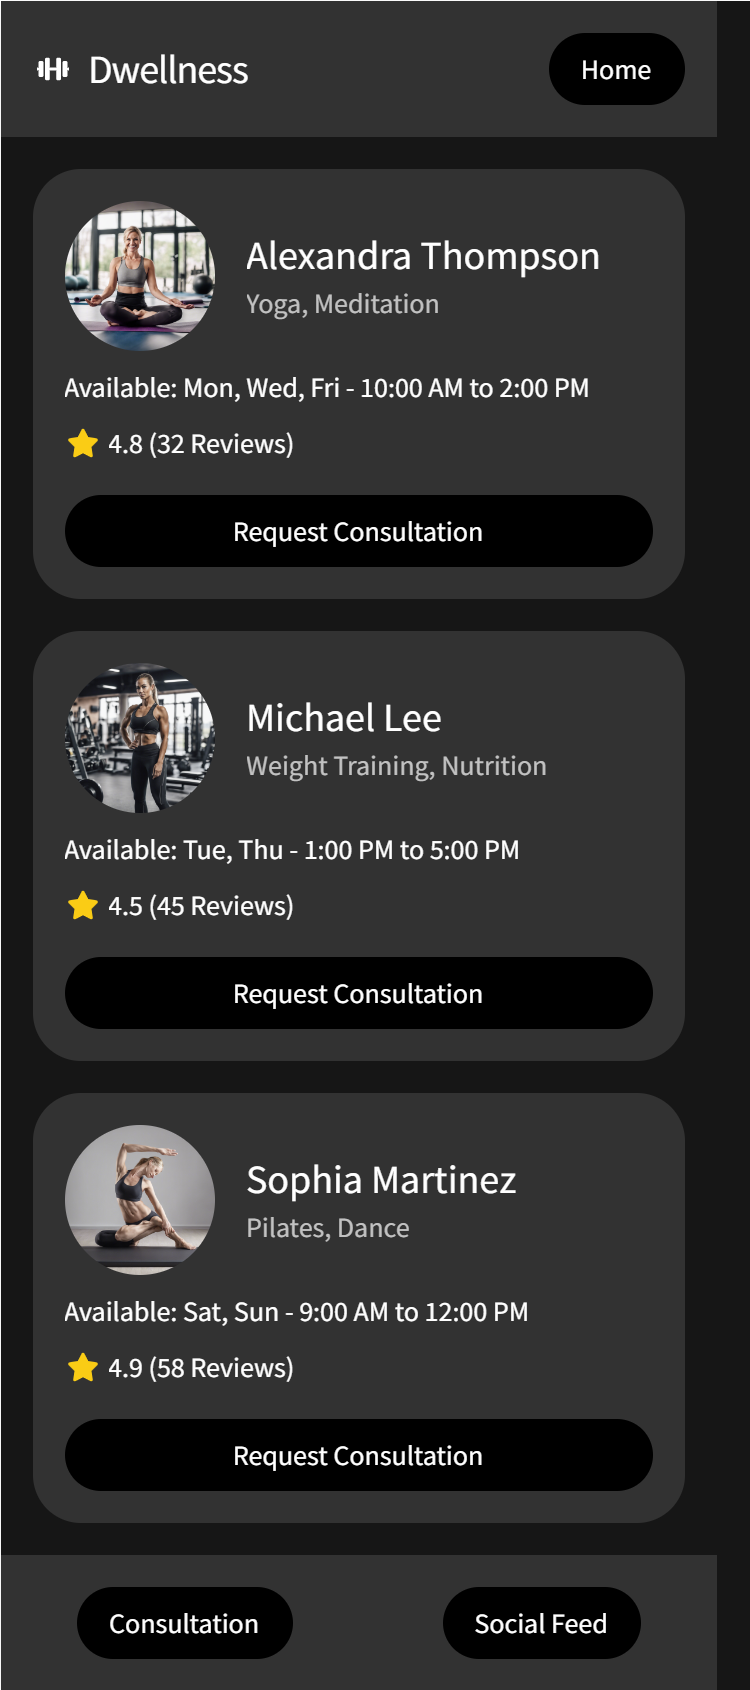 Dwellness
Home
Alexandra Thompson
Yoga, Meditation
Available: Mon, Wed, Fri - 10:00 AM to 2:00 PM
4.8 (32 Reviews)
Request Consultation
Michael Lee
Weight Training, Nutrition
Available: Tue, Thu - 1:00 PM to 5:00 PM
4.5 (45 Reviews)
Request Consultation
Sophia Martinez
Pilates, Dance
Available: Sat, Sun - 9:00 AM to 12:00 PM
4.9 (58 Reviews)
Request Consultation
Consultation
Social Feed